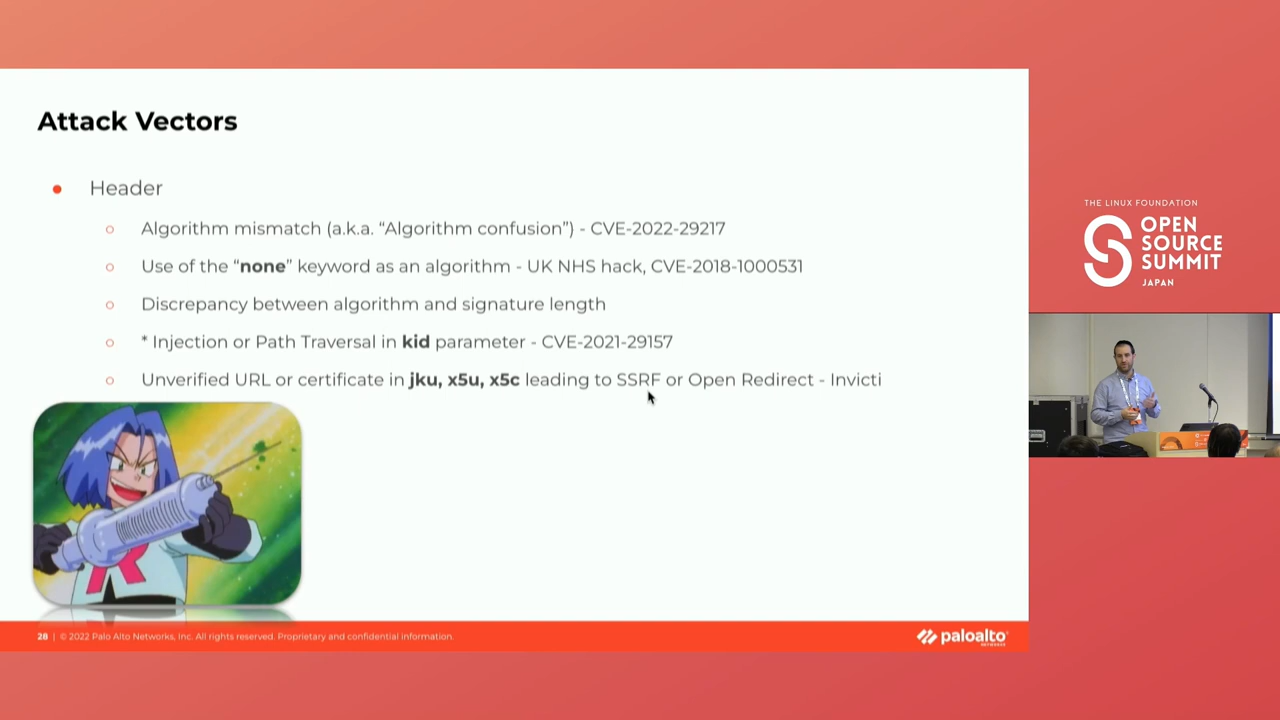 Attack Vectors
Header
Algorithm mismatch (a.k.a. “Algorithm confusion”) - CVE-2022-29217
Use of the “none” keyword as an algorithm - UK NHS hack, CVE-2018-1000531
Discrepancy between algorithm and signature length
* Injection or Path Traversal in kid parameter - CVE-2021-29157
Unverified URL or certificate in jku, x5u, x5c leading to SSRF or Open Redirect - Invicti
28 | © 2022 Palo Alto Networks, Inc. All rights reserved. Proprietary and confidential information.
paloalto
NETWORKS
THE LINUX FOUNDATION
OPEN
SOURCE
SUMMIT
JAPAN